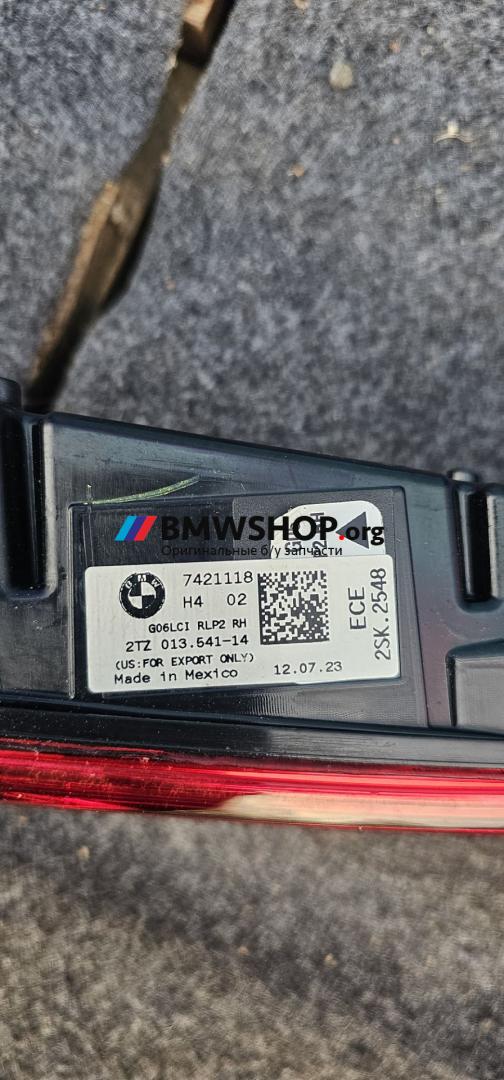 BMWSHOP.org
Оригинальные б/у запчасти
BMW
7421118
H4 02
G06LCI RLP2 RH
2TZ 013.541-14
(US:FOR EXPORT ONLY)
Made in Mexico
12.07.23
ECE
2SK.2548